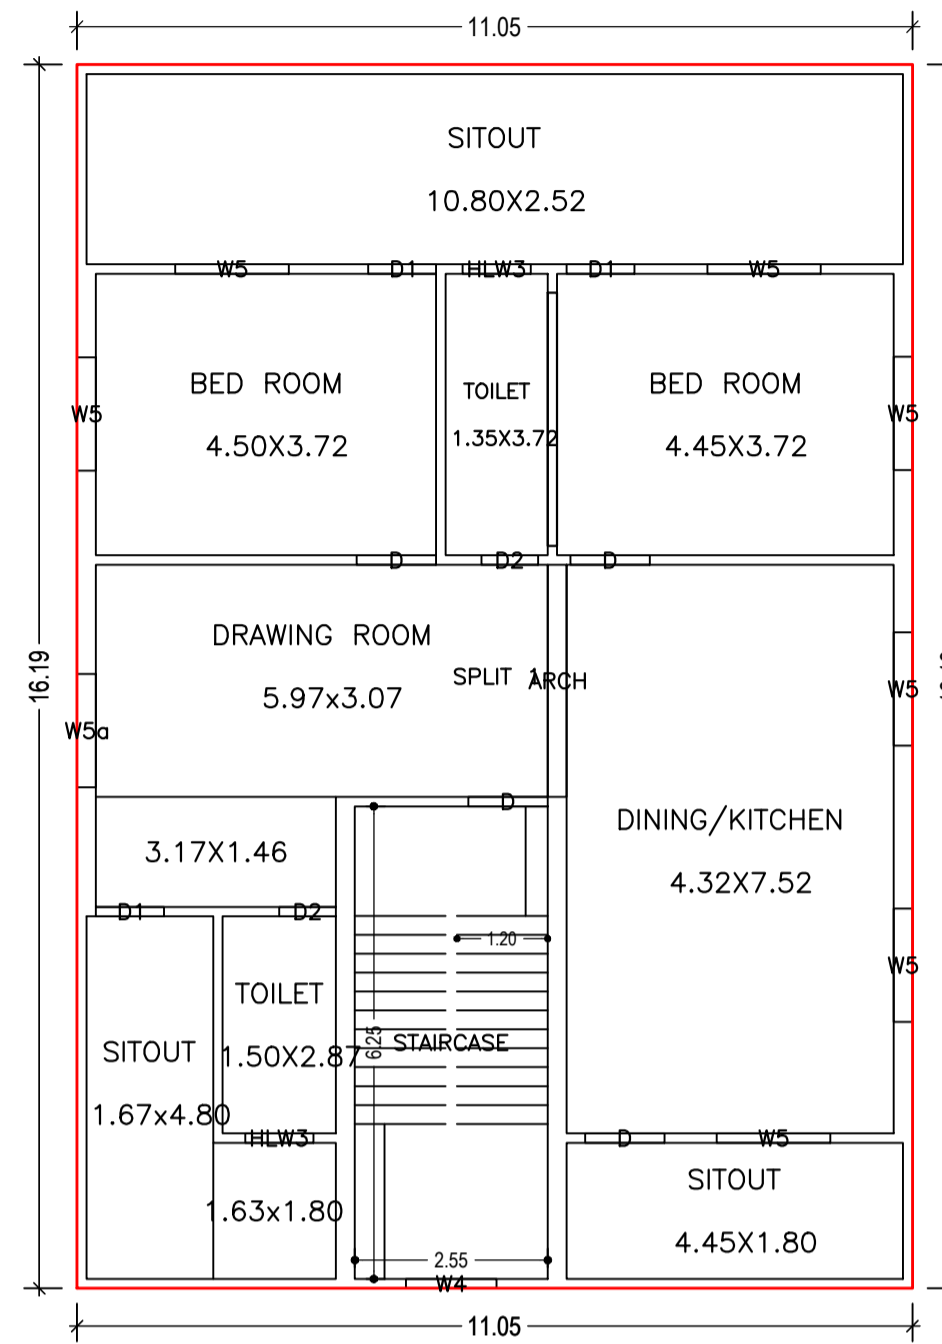 11.05
SITOUT
10.80X2.52
W5
D1
HLW3
D1
W5
BED ROOM
4.50X3.72
TOILET
1.35X3.72
BED ROOM
4.45X3.72
W5
W5
D
D2
D
DRAWING ROOM
5.97x3.07
SPLIT 1
ARCH
16.19
W5
W5a
D
DINING/KITCHEN
4.32X7.52
3.17X1.46
D1
D2
1.20
W5
TOILET
1.50X2.87
6.25
STAIRCASE
SITOUT
1.67x4.80
HLW3
D
W5
1.63x1.80
SITOUT
4.45X1.80
2.55
W4
11.05